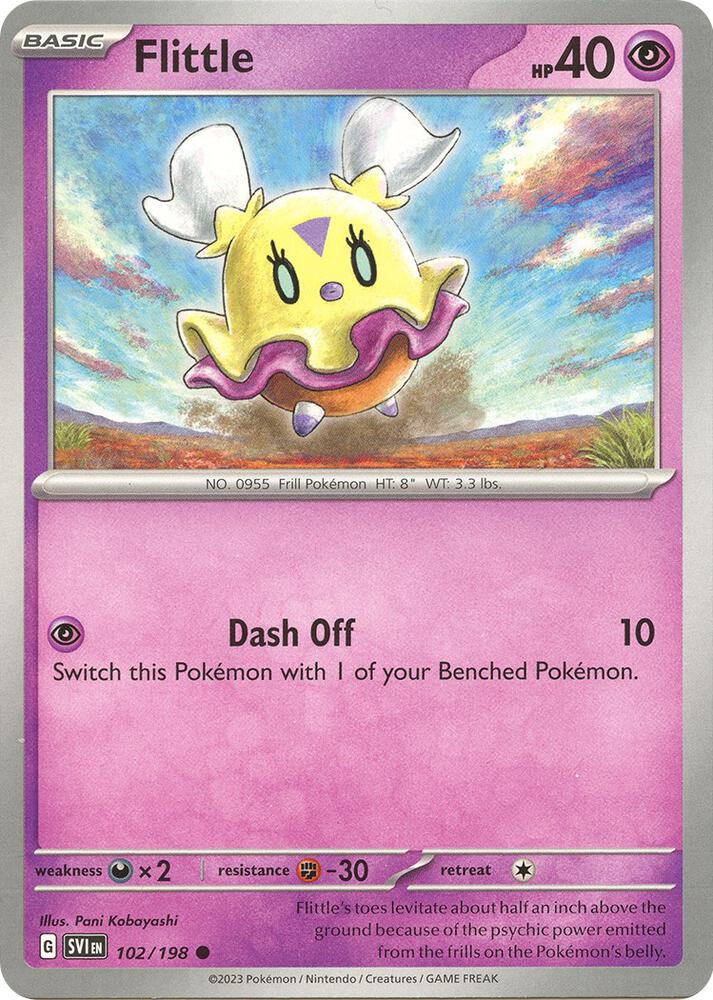 BASIC
Flittle
HP 40
NO. 0955 Frill Pokémon HT: 8" WT: 3.3 lbs.
Dash Off 10
Switch this Pokémon with 1 of your Benched Pokémon.
weakness ×2 resistance -30 retreat
Illus. Pani Kobayashi
G SVI EN 102/198
Flittle's toes levitate about half an inch above the
ground because of the psychic power emitted
from the frills on the Pokémon's belly.
©2023 Pokémon / Nintendo / Creatures / GAME FREAK